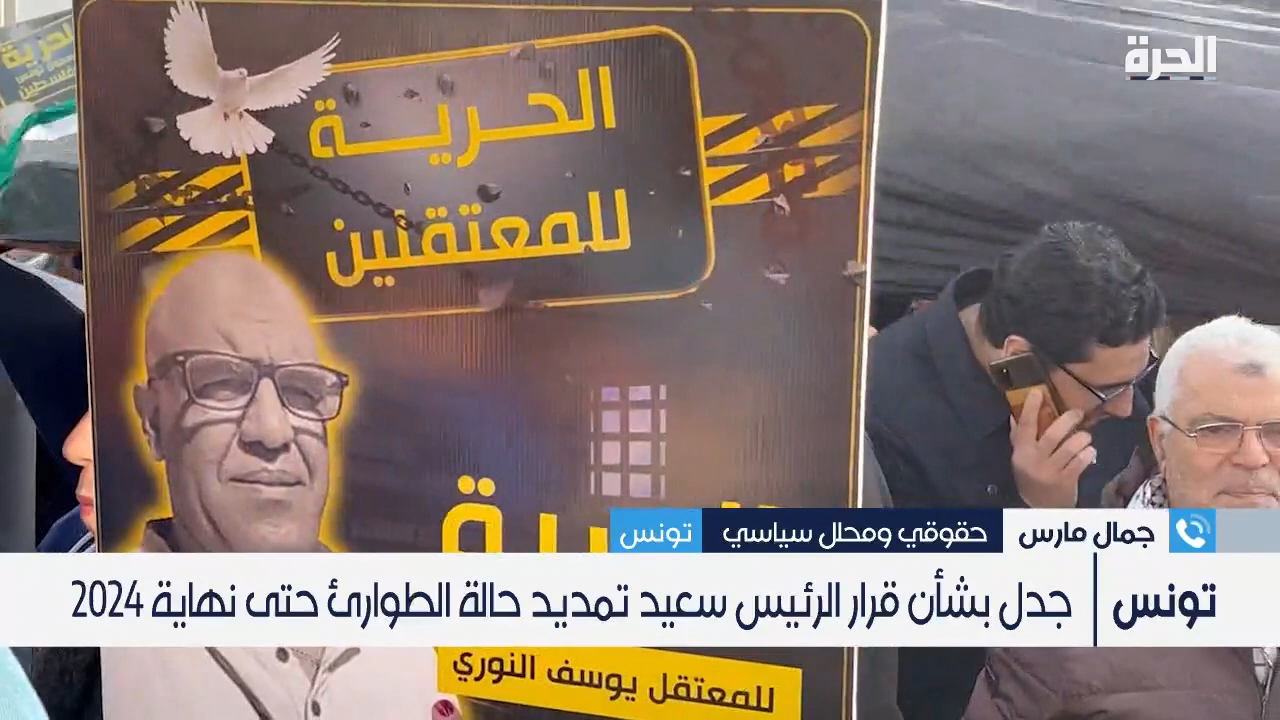 الحرة
الحرية
للمعتقلين
جمال مارس
حقوقي ومحلل سياسي
تونس
تونس
جدل بشأن قرار الرئيس سعيد تمديد حالة الطوارئ حتى نهاية 2024
للمعتقل يوسف النوري